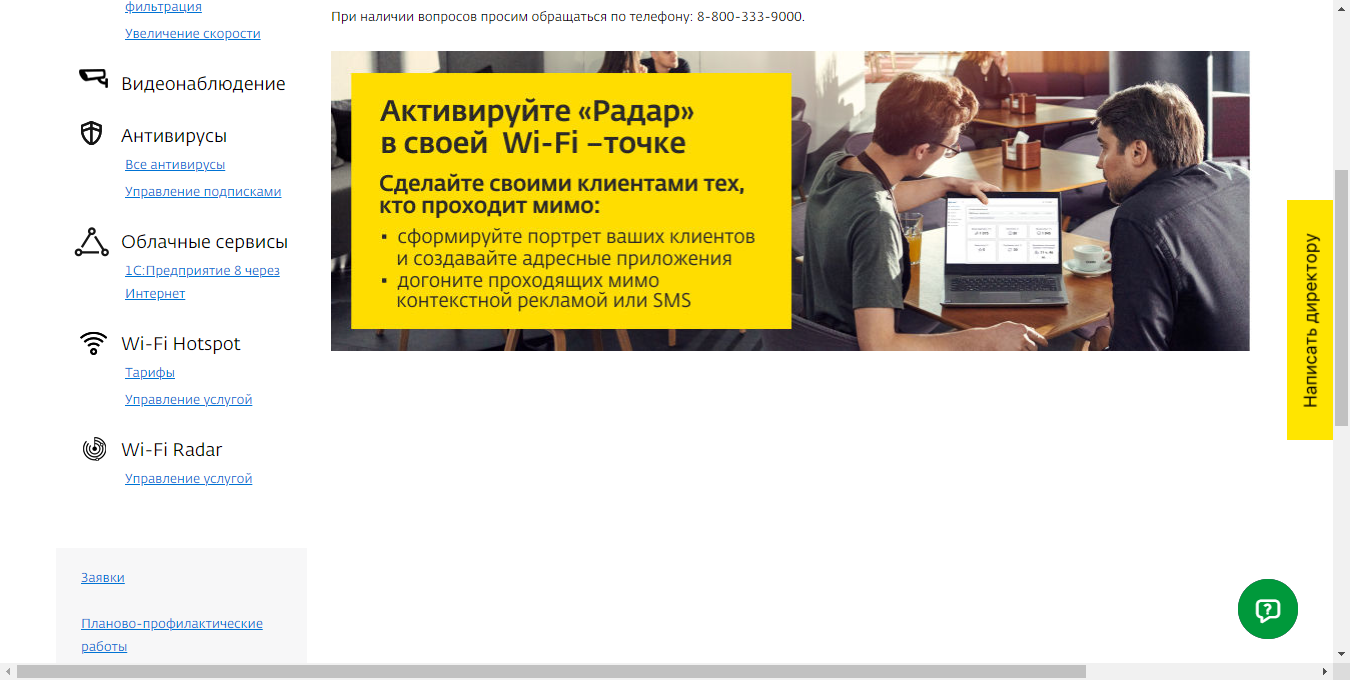 фильтрация
Увеличение скорости
Видеонаблюдение
Антивирусы
Все антивирусы
Управление подписками
Облачные сервисы
1С:Предприятие 8 через
Интернет
Wi-Fi Hotspot
Тарифы
Управление услугой
Wi-Fi Radar
Управление услугой
Заявки
Планово-профилактические
работы
При наличии вопросов просим обращаться по телефону: 8-800-333-9000.
Активируйте «Радар»
в своей Wi-Fi –точке
Сделайте своими клиентами тех,
кто проходит мимо:
▪ сформируйте портрет ваших клиентов
и создавайте адресные приложения
▪ догоните проходящих мимо
контекстной рекламой или SMS
Написать директору